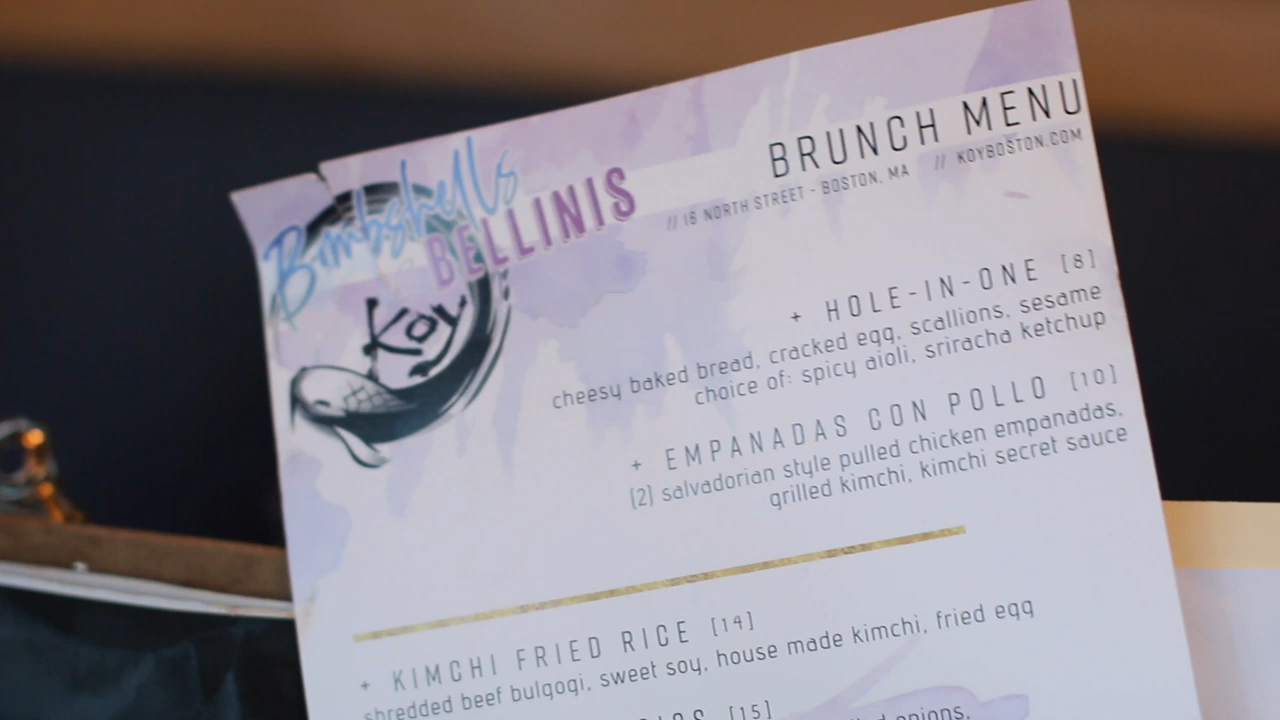 Bombshells
BELLINIS
Koy
BRUNCH MENU
// 16 NORTH STREET - BOSTON, MA // KOYBOSTON.COM
+ HOLE-IN-ONE [8]
cheesy baked bread, cracked egg, scallions, sesame
choice of: spicy aioli, sriracha ketchup
+ EMPANADAS CON POLLO [10]
[2] salvadorian style pulled chicken empanadas,
grilled kimchi, kimchi secret sauce
+ KIMCHI FRIED RICE [14]
shredded beef bulgogi, sweet soy, house made kimchi, fried egg
[15]
onions,